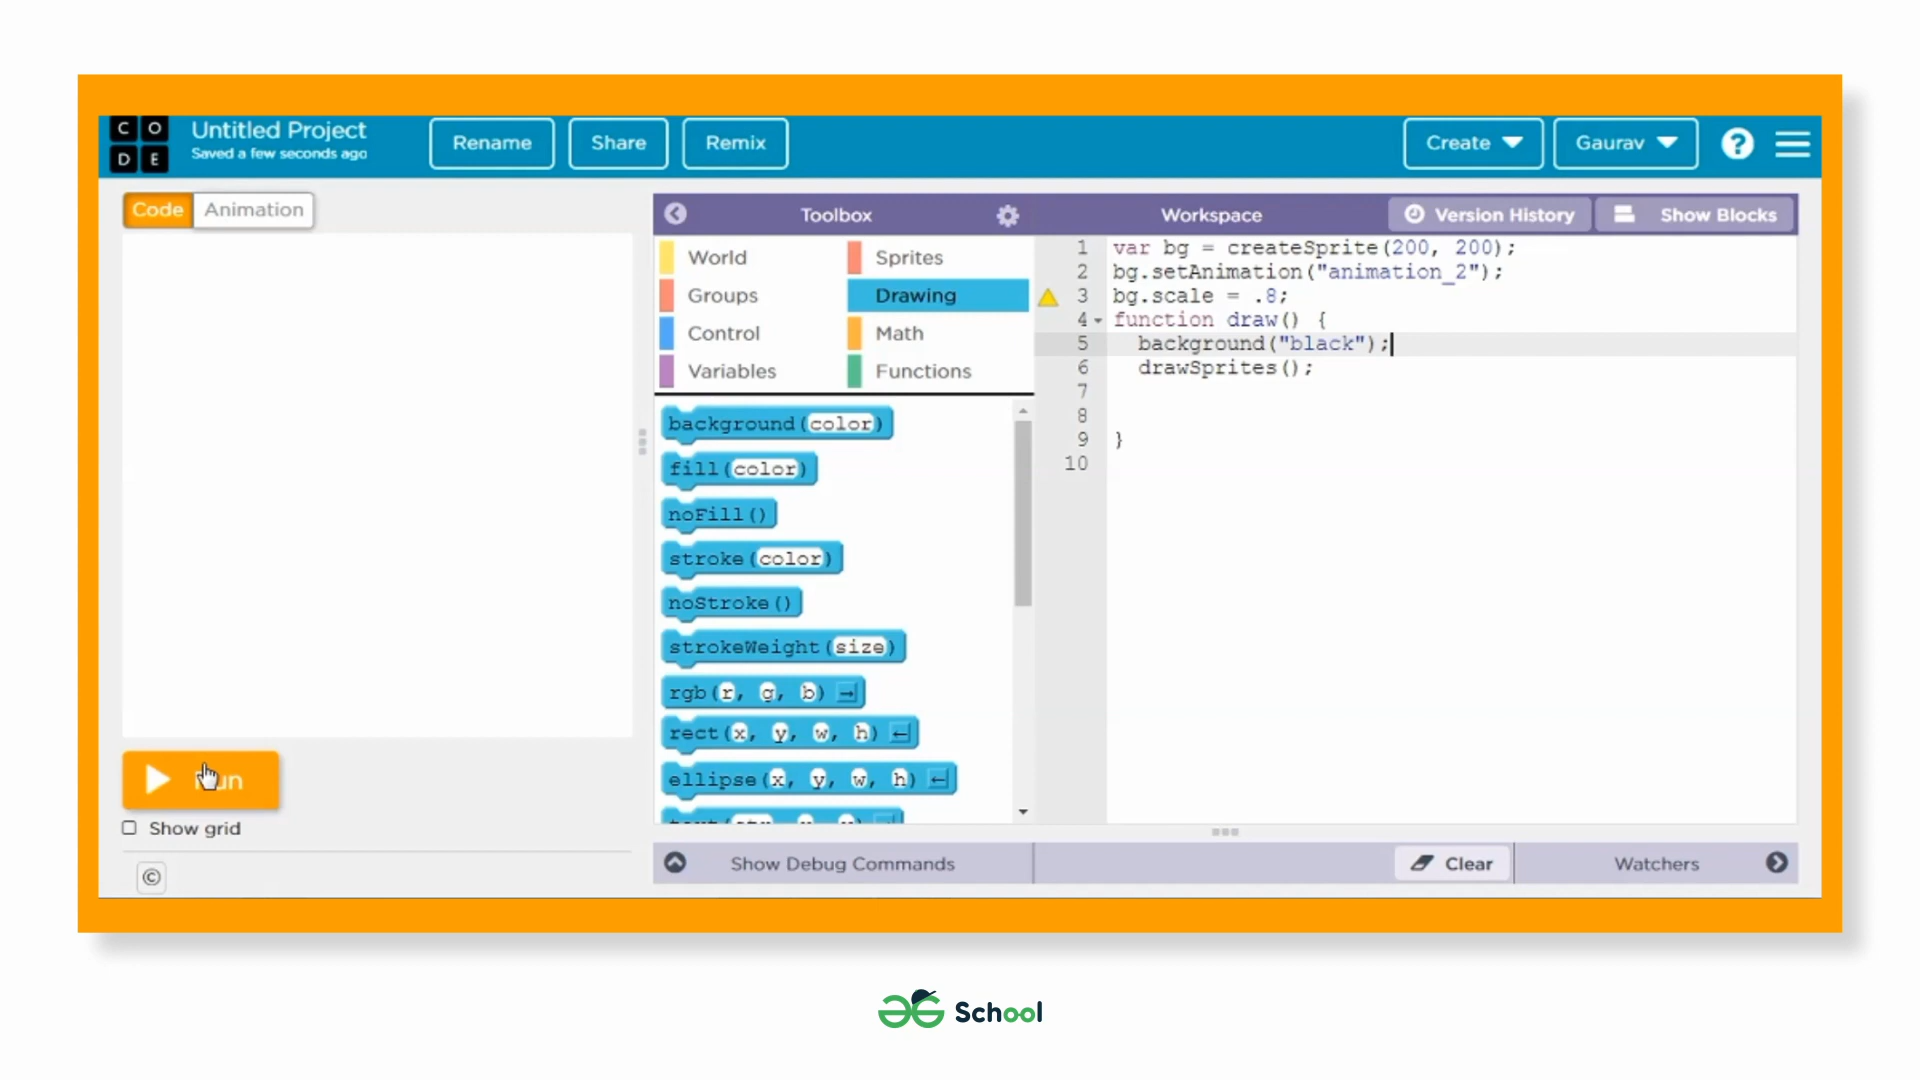 CODE
Untitled Project
Saved a few seconds ago
Rename
Share
Remix
Create
Gaurav
?
Code
Animation
Toolbox
Workspace
Version History
Show Blocks
World
Sprites
Groups
Drawing
Control
Math
Variables
Functions
background(color)
fill(color)
noFill()
stroke(color)
noStroke()
strokeWeight(size)
rgb(r, g, b)
rect(x, y, w, h)
ellipse(x, y, w, h)
1 var bg = createSprite(200, 200);
2 bg.setAnimation("animation_2");
3 bg.scale = .8;
4 function draw() {
5 background("black");
6 drawSprites();
7
8
9 }
10
Run
Show grid
©
Show Debug Commands
Clear
Watchers
School